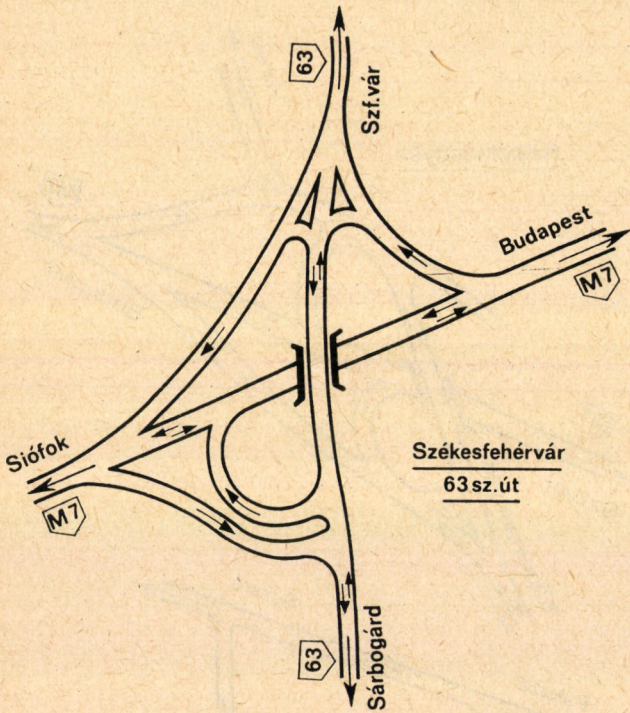 63
Szf.vár
Budapest
M7
Siófok
M7
Székesfehérvár
63 sz.út
63
Sárbogárd